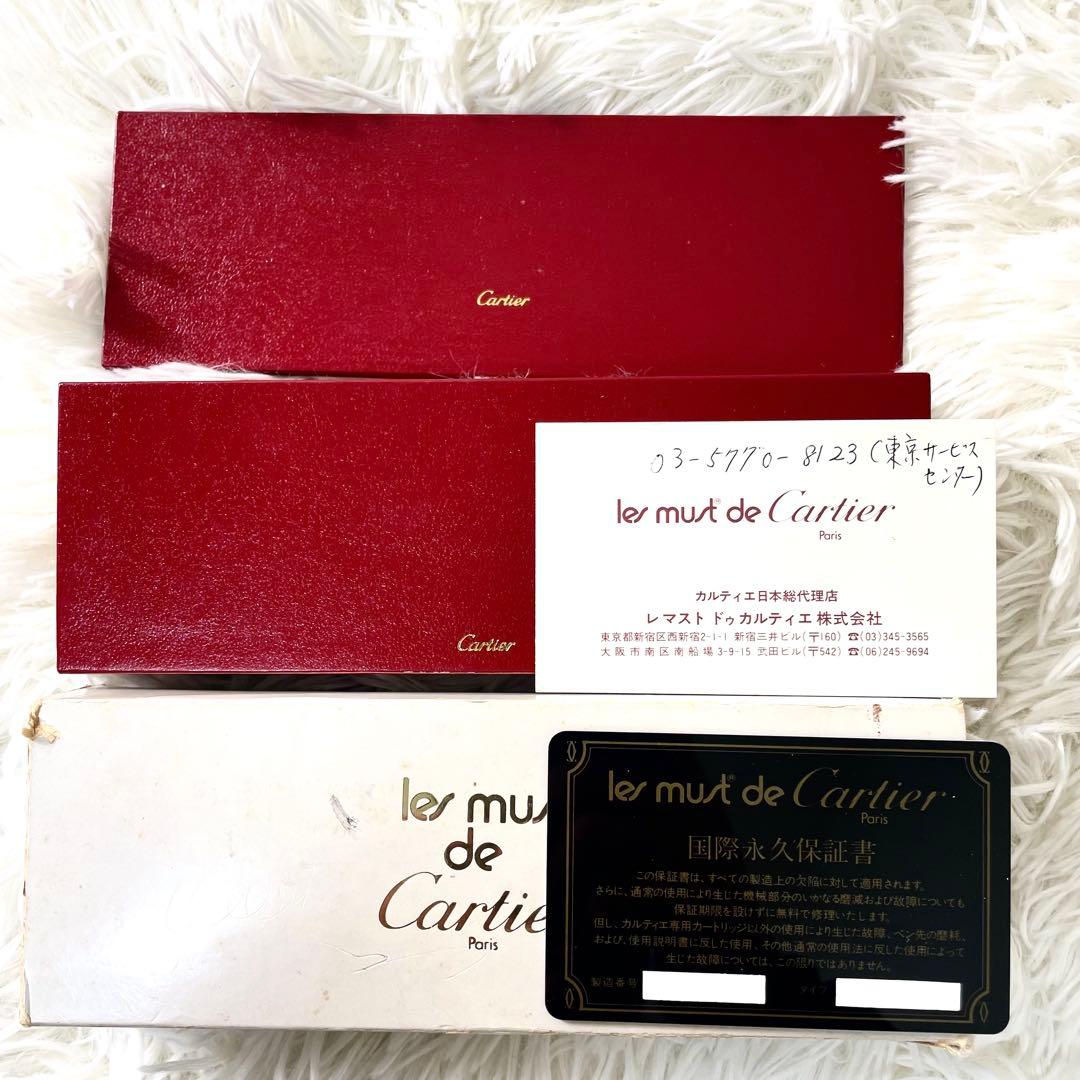 Cartier
Cartier
03-5770-8123(東京サービス
センター)
les must de Cartier
Paris
カルティエ日本総代理店
レ マスト ドゥ カルティエ 株式会社
東京都新宿区西新宿2-1-1 新宿三井ビル(〒160) ☎(03)345-3565
大阪市南区南船場3-9-15 武田ビル(〒542) ☎(06)245-9694
les mus
de
Cartie
Paris
les must de Cartier
Paris
国際永久保証書
この保証書は、すべての製造上の欠陥に対して適用されます。
さらに、通常の使用により生じた機械部分のいかなる磨滅および故障についても
保証期限を設けずに無料で修理いたします。
但し、カルティエ専用カートリッジ以外の使用により生じた故障、ペン先の磨耗、
および、使用説明書に反した使用、その他通常の使用法に反した使用によって
生じた故障については、この限りではありません。
製造番号